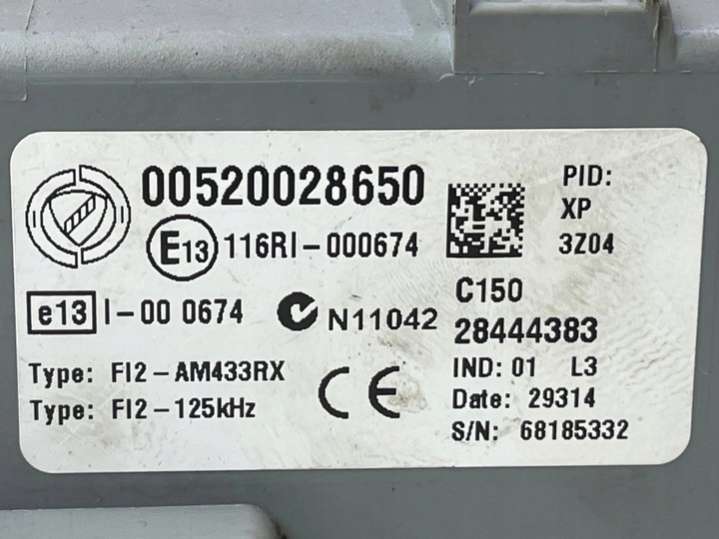 00520028650
PID:
XP
3Z04
E13 116RI-000674
e13 I-00 0674
N11042
C150
28444383
Type: FI2-AM433RX
Type: FI2-125kHz
CE
IND: 01 L3
Date: 29314
S/N: 68185332